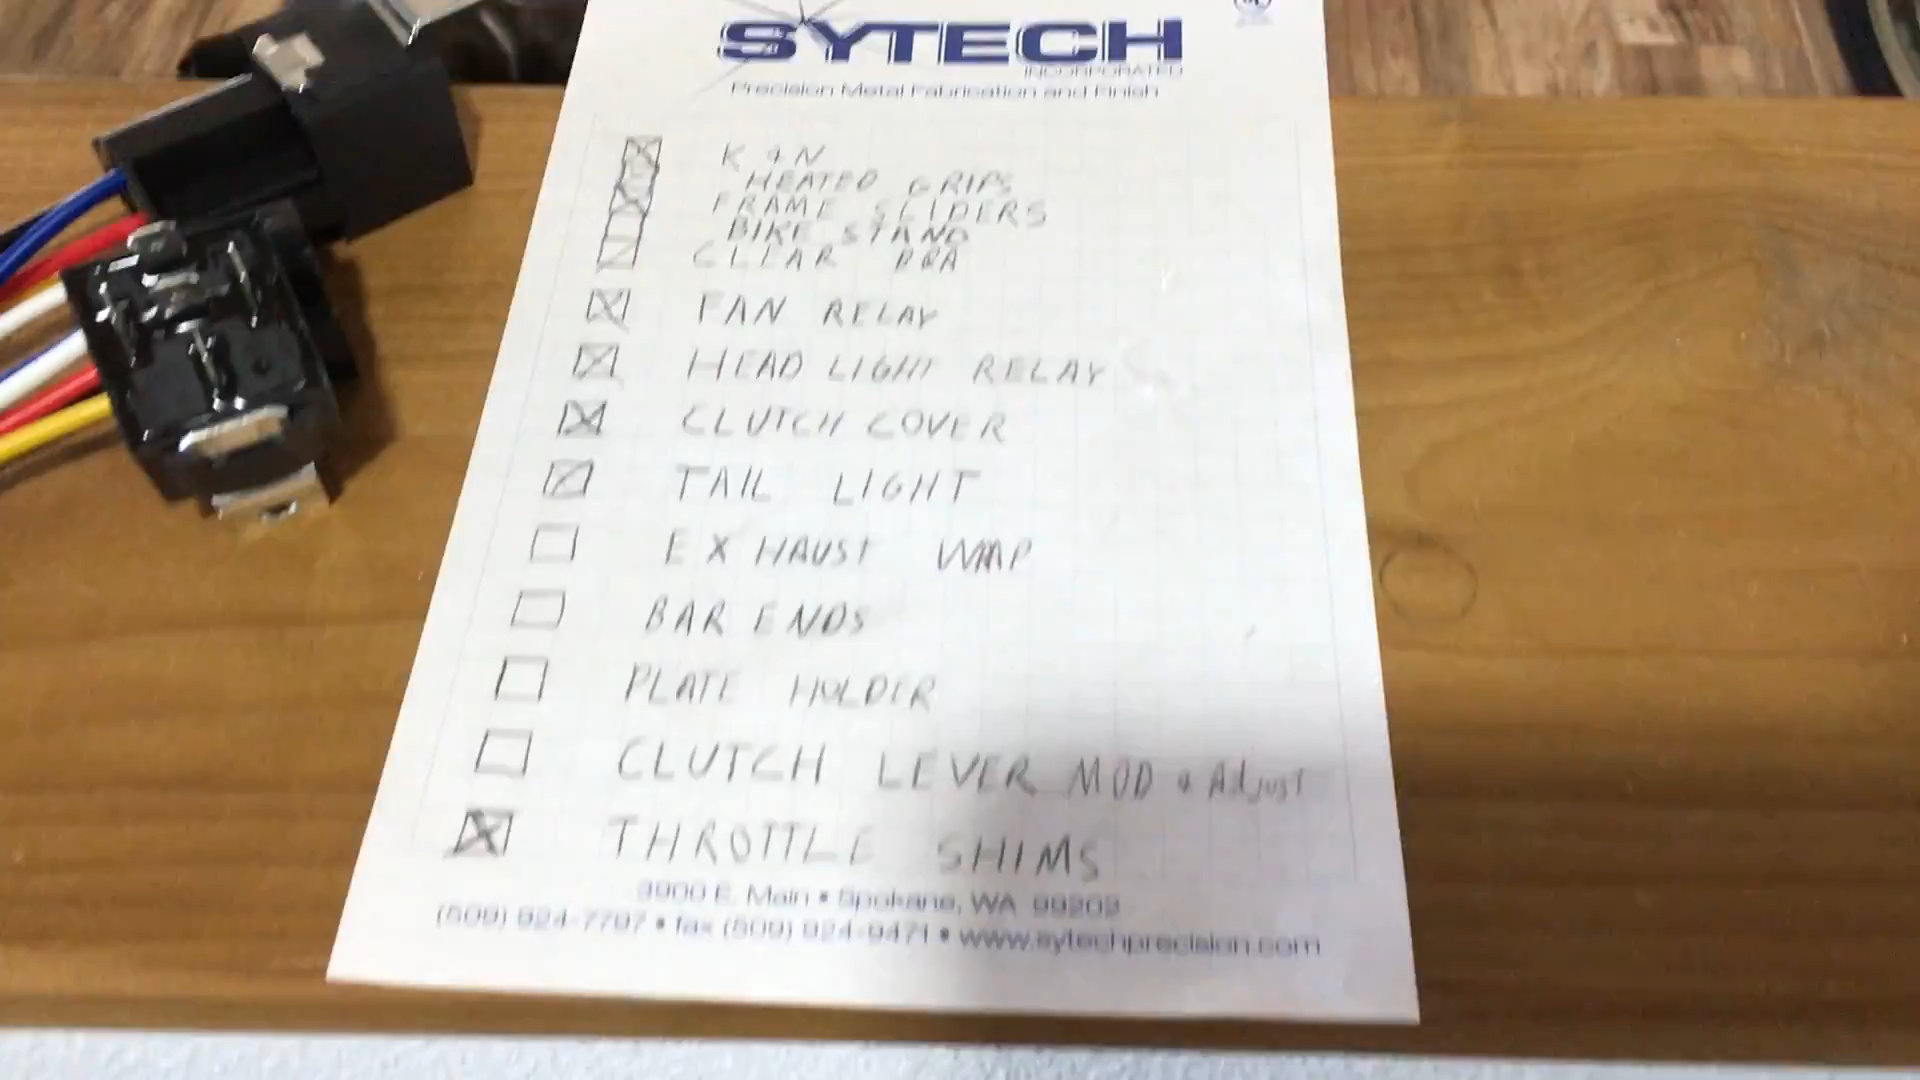 SYTECH
INCORPORATED
Precision Metal Fabrication and Finish
K & N
HEATED GRIPS
FRAME SLIDERS
BIKE STAND
CLEAR BRA
FAN RELAY
HEAD LIGHT RELAY
CLUTCH COVER
TAIL LIGHT
EXHAUST WRAP
BAR ENDS
PLATE HOLDER
CLUTCH LEVER MOD & Adjust
THROTTLE SHIMS
3900 E. Main • Spokane, WA 99202
(509) 924-7797 • fax (509) 924-9471 • www.sytechprecision.com